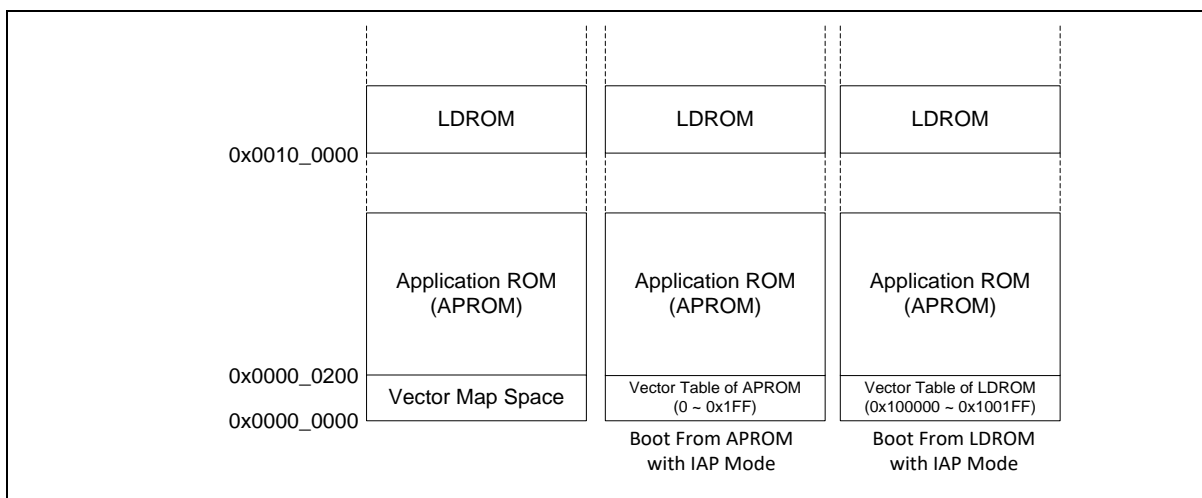 LDROM LDROM LDROM
0x0010_0000
Application ROM
(APROM)
Application ROM
(APROM)
Application ROM
(APROM)
0x0000_0200
Vector Map Space
Vector Table of APROM
(0 ~ 0x1FF)
Vector Table of LDROM
(0x100000 ~ 0x1001FF)
0x0000_0000
Boot From APROM
with IAP Mode
Boot From LDROM
with IAP Mode